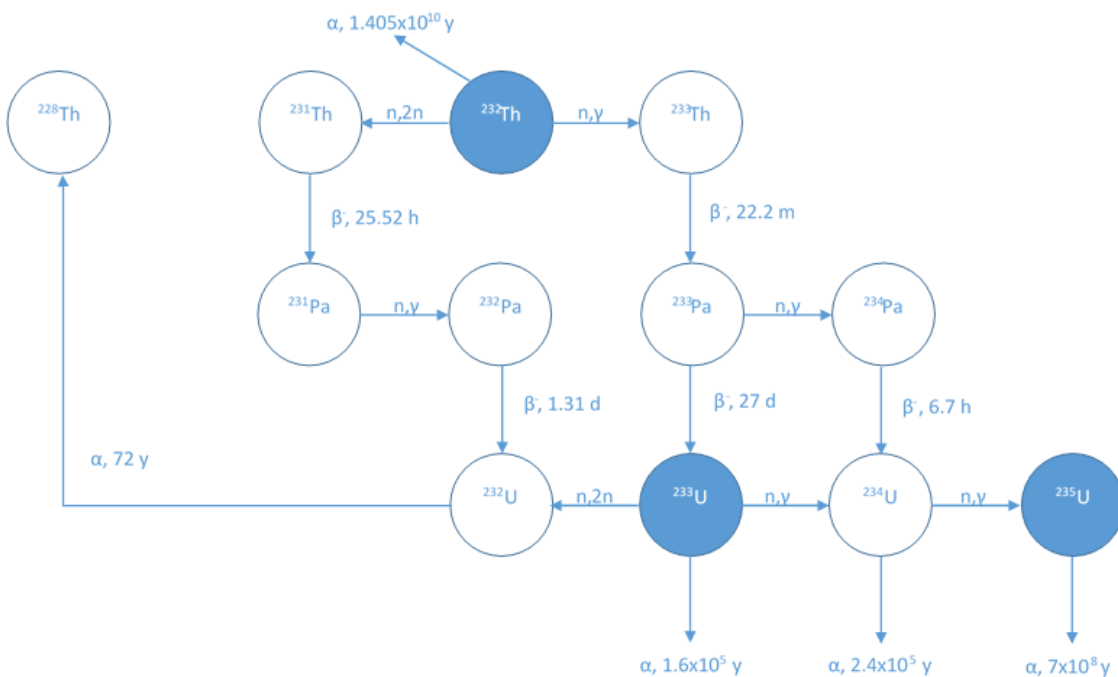 α, 1.405x10¹⁰ y
²²⁸Th
²³¹Th
n,2n
²³²Th
n,γ
²³³Th
β⁻, 25.52 h
β⁻, 22.2 m
²³¹Pa
n,γ
²³²Pa
²³³Pa
n,γ
²³⁴Pa
β⁻, 1.31 d
β⁻, 27 d
β⁻, 6.7 h
α, 72 y
²³²U
n,2n
²³³U
n,γ
²³⁴U
n,γ
²³⁵U
α, 1.6x10⁵ y
α, 2.4x10⁵ y
α, 7x10⁸ y